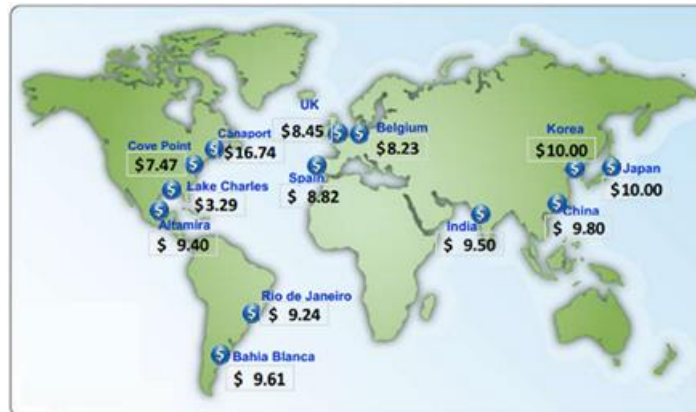 UK
$8.45
Belgium
$8.23
Korea
$10.00
Canaport
$16.74
Cove Point
$7.47
Japan
$10.00
Spain
$ 8.82
Lake Charles
$3.29
Altamira
$ 9.40
India
$ 9.50
China
$ 9.80
Rio de Janeiro
$ 9.24
Bahia Blanca
$ 9.61